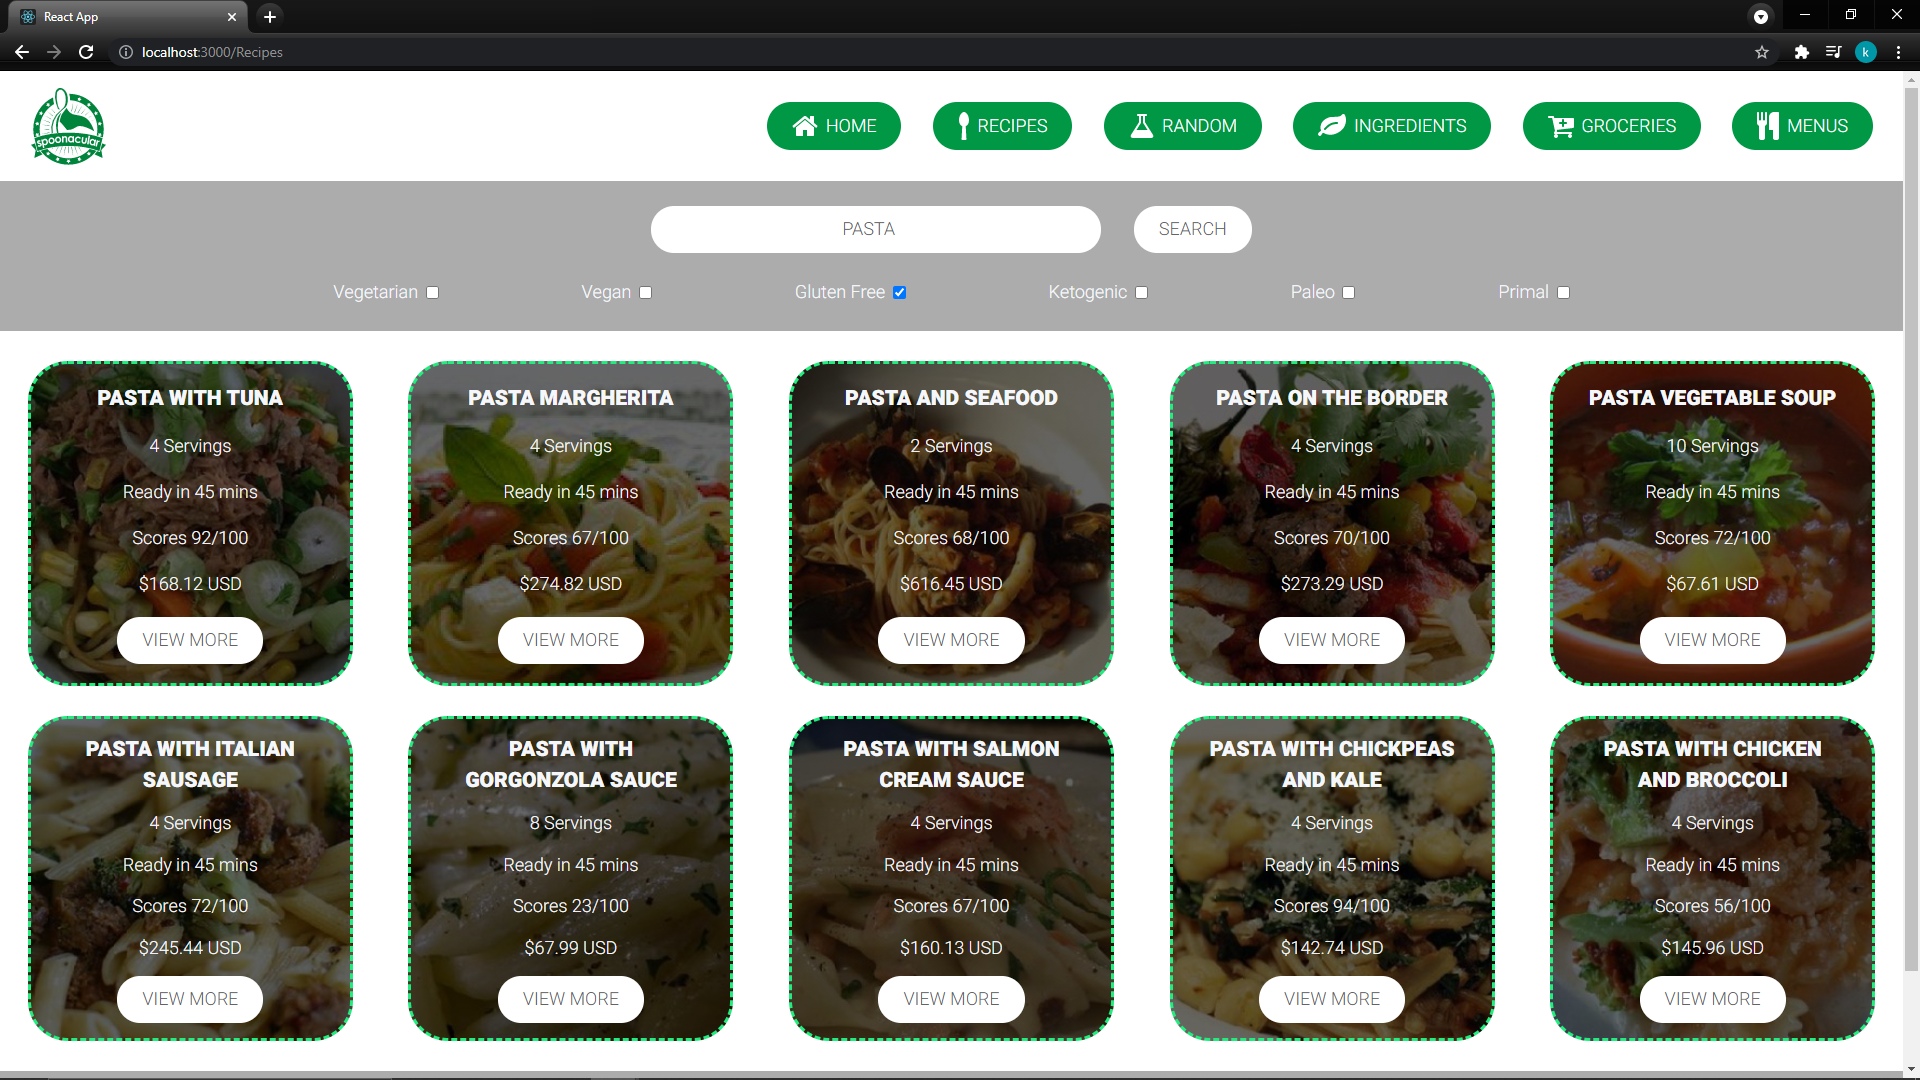 React App
localhost:3000/Recipes
k
spoonacular
HOME
RECIPES
RANDOM
INGREDIENTS
GROCERIES
MENUS
PASTA
SEARCH
Vegetarian
Vegan
Gluten Free
Ketogenic
Paleo
Primal
PASTA WITH TUNA
4 Servings
Ready in 45 mins
Scores 92/100
$168.12 USD
VIEW MORE
PASTA MARGHERITA
4 Servings
Ready in 45 mins
Scores 67/100
$274.82 USD
VIEW MORE
PASTA AND SEAFOOD
2 Servings
Ready in 45 mins
Scores 68/100
$616.45 USD
VIEW MORE
PASTA ON THE BORDER
4 Servings
Ready in 45 mins
Scores 70/100
$273.29 USD
VIEW MORE
PASTA VEGETABLE SOUP
10 Servings
Ready in 45 mins
Scores 72/100
$67.61 USD
VIEW MORE
PASTA WITH ITALIAN
SAUSAGE
4 Servings
Ready in 45 mins
Scores 72/100
$245.44 USD
VIEW MORE
PASTA WITH
GORGONZOLA SAUCE
8 Servings
Ready in 45 mins
Scores 23/100
$67.99 USD
VIEW MORE
PASTA WITH SALMON
CREAM SAUCE
4 Servings
Ready in 45 mins
Scores 67/100
$160.13 USD
VIEW MORE
PASTA WITH CHICKPEAS
AND KALE
4 Servings
Ready in 45 mins
Scores 94/100
$142.74 USD
VIEW MORE
PASTA WITH CHICKEN
AND BROCCOLI
4 Servings
Ready in 45 mins
Scores 56/100
$145.96 USD
VIEW MORE